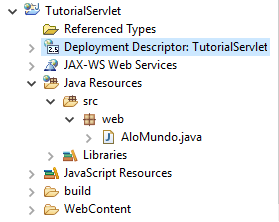 TutorialServlet
Referenced Types
Deployment Descriptor: TutorialServlet
JAX-WS Web Services
Java Resources
src
web
AloMundo.java
Libraries
JavaScript Resources
build
WebContent